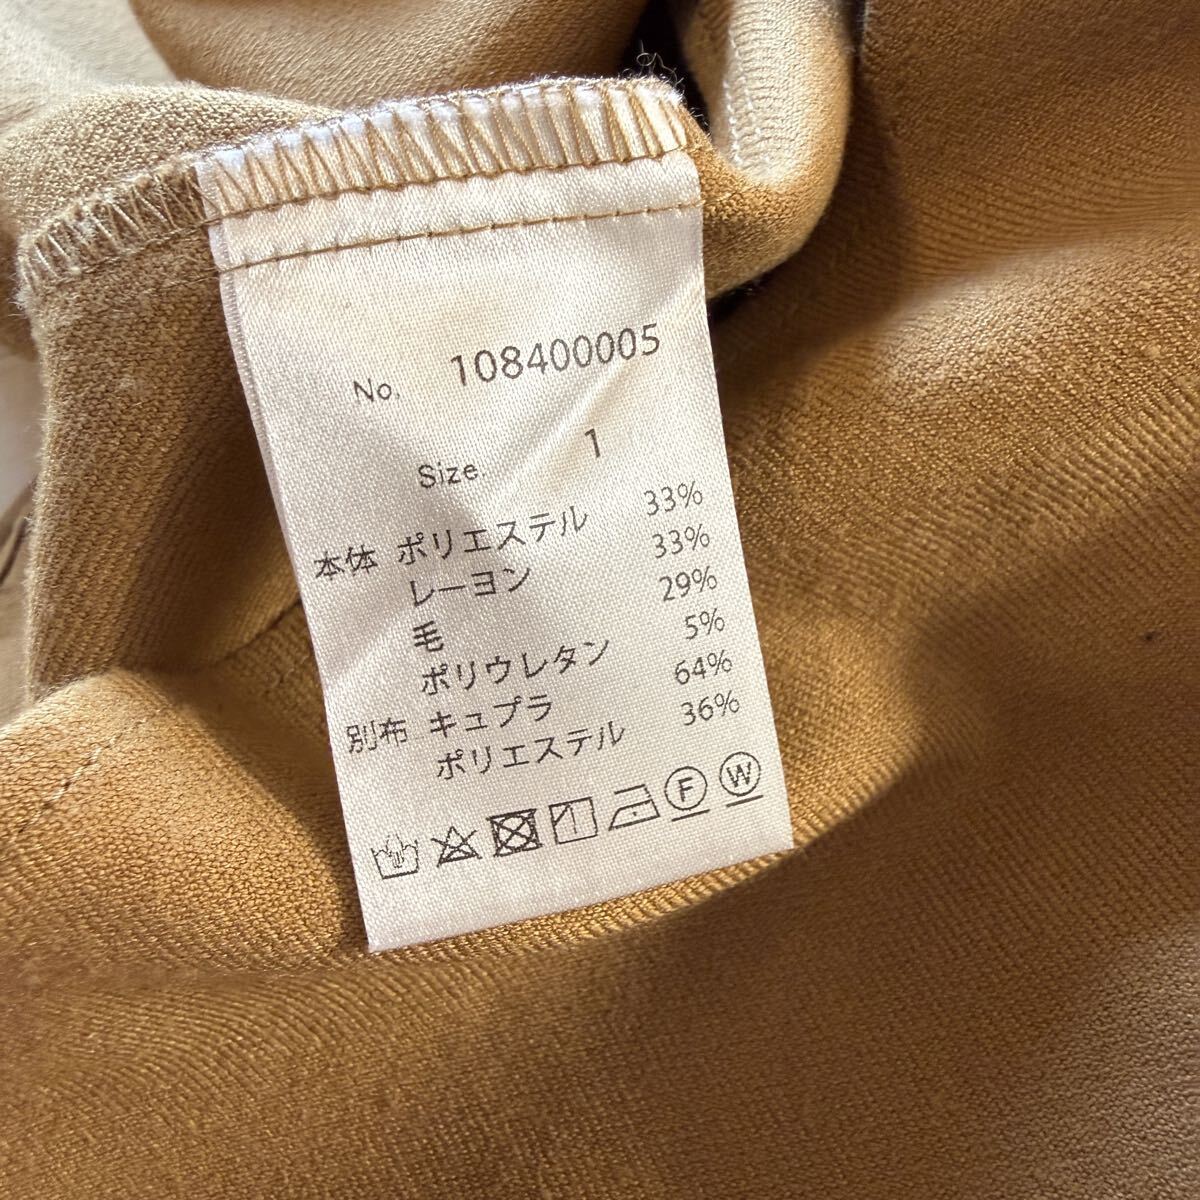 No. 108400005
Size. 1
本体 ポリエステル 33%
レーヨン 33%
毛 29%
ポリウレタン 5%
別布 キュプラ 64%
ポリエステル 36%
F W